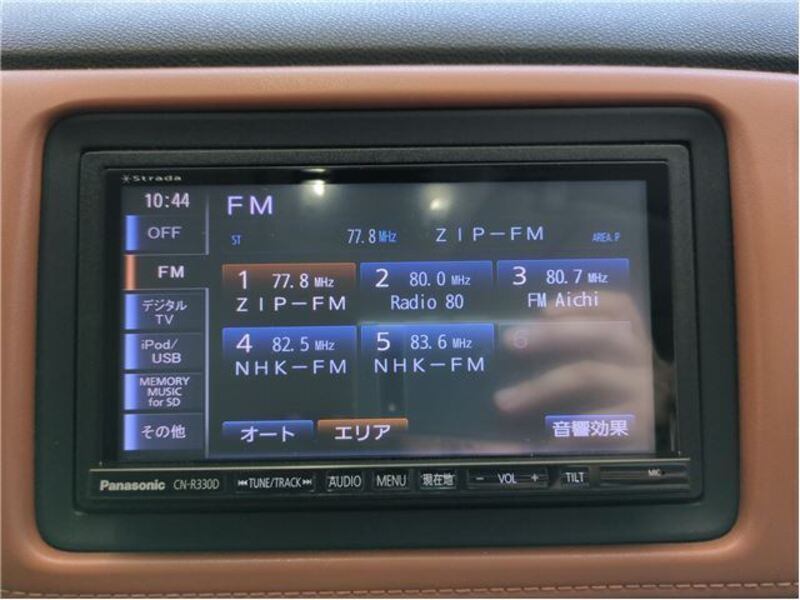 Strada
10:44
FM
OFF
ST 77.8 MHz ZIP-FM AREA.P
FM
1 77.8 MHz
ZIP-FM
2 80.0 MHz
Radio 80
3 80.7 MHz
FM Aichi
デジタル
TV
iPod/
USB
4 82.5 MHz
NHK-FM
5 83.6 MHz
NHK-FM
6
MEMORY
MUSIC
for SD
その他
オート
エリア
音響効果
Panasonic CN-R330D ⏮TUNE/TRACK⏭ AUDIO MENU 現在地 − VOL + TILT MIC